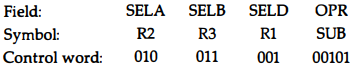 Field: SELA SELB SELD OPR
Symbol: R2 R3 R1 SUB
Control word: 010 011 001 00101